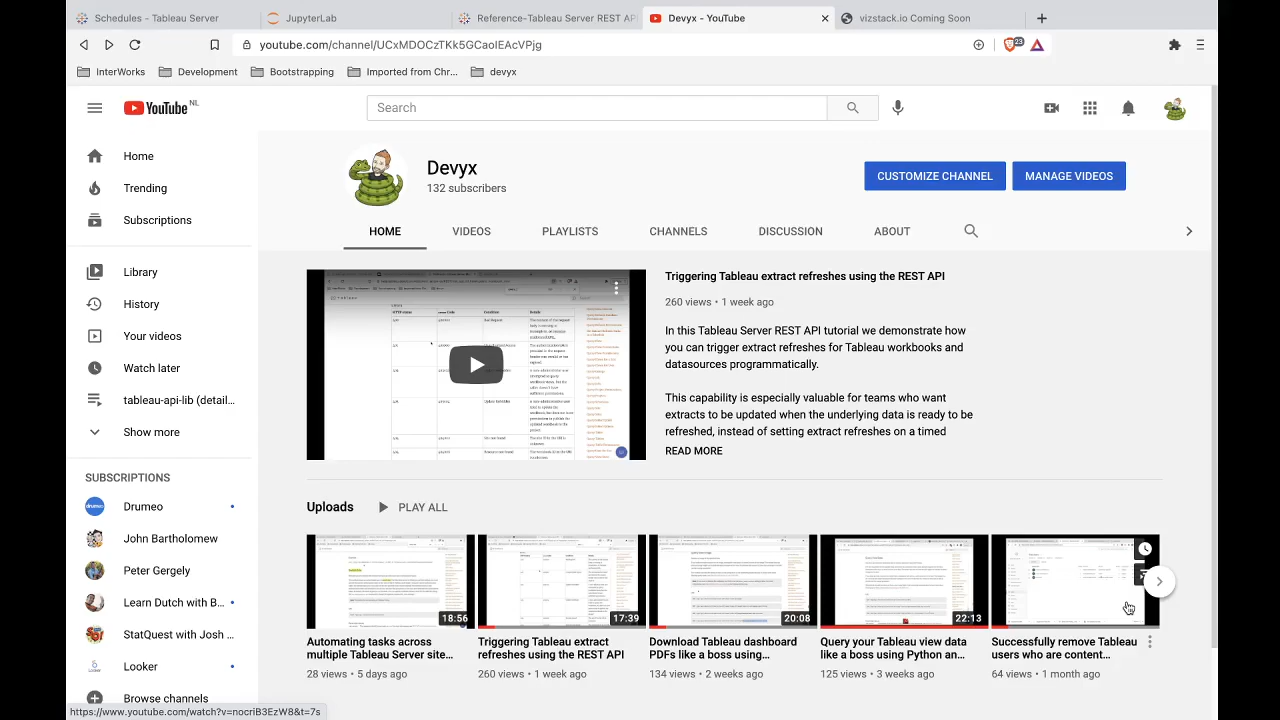 Schedules - Tableau Server
JupyterLab
Reference-Tableau Server REST API
Devyx - YouTube
vizstack.io Coming Soon
youtube.com/channel/UCxMDOCzTKk5GCaoIEAcVPjg
23
InterWorks
Development
Bootstrapping
Imported from Chr...
devyx
YouTube NL
Search
Home
Trending
Subscriptions
Library
History
Your videos
Watch later
tableau-api-lib (detail...
SUBSCRIPTIONS
Drumeo
John Bartholomew
Pata Gergely
Learn Dutch with B...
StatQuest with Josh ...
Looker
Browse channels
Devyx
132 subscribers
CUSTOMIZE CHANNEL
MANAGE VIDEOS
HOME
VIDEOS
PLAYLISTS
CHANNELS
DISCUSSION
ABOUT
Triggering Tableau extract refreshes using the REST API
260 views • 1 week ago
In this Tableau Server REST API tutorial we demonstrate how
you can trigger extract refreshes for Tableau workbooks and
datasources programmatically.
This capability is especially valuable for teams who want
extracts to be updated when the underlying data is ready to be
refreshed, instead of setting extract refreshes on a timed
READ MORE
Uploads
PLAY ALL
18:56
17:39
20:08
22:13
Automating tasks across
multiple Tableau Server site...
28 views • 5 days ago
Triggering Tableau extract
refreshes using the REST API
260 views • 1 week ago
Download Tableau dashboard
PDFs like a boss using...
134 views • 2 weeks ago
Query your Tableau view data
like a boss using Python an...
125 views • 3 weeks ago
Successfully remove Tableau
users who are content...
64 views • 1 month ago
https://www.youtube.com/watch?v=nocriB3EzW8&t=7s